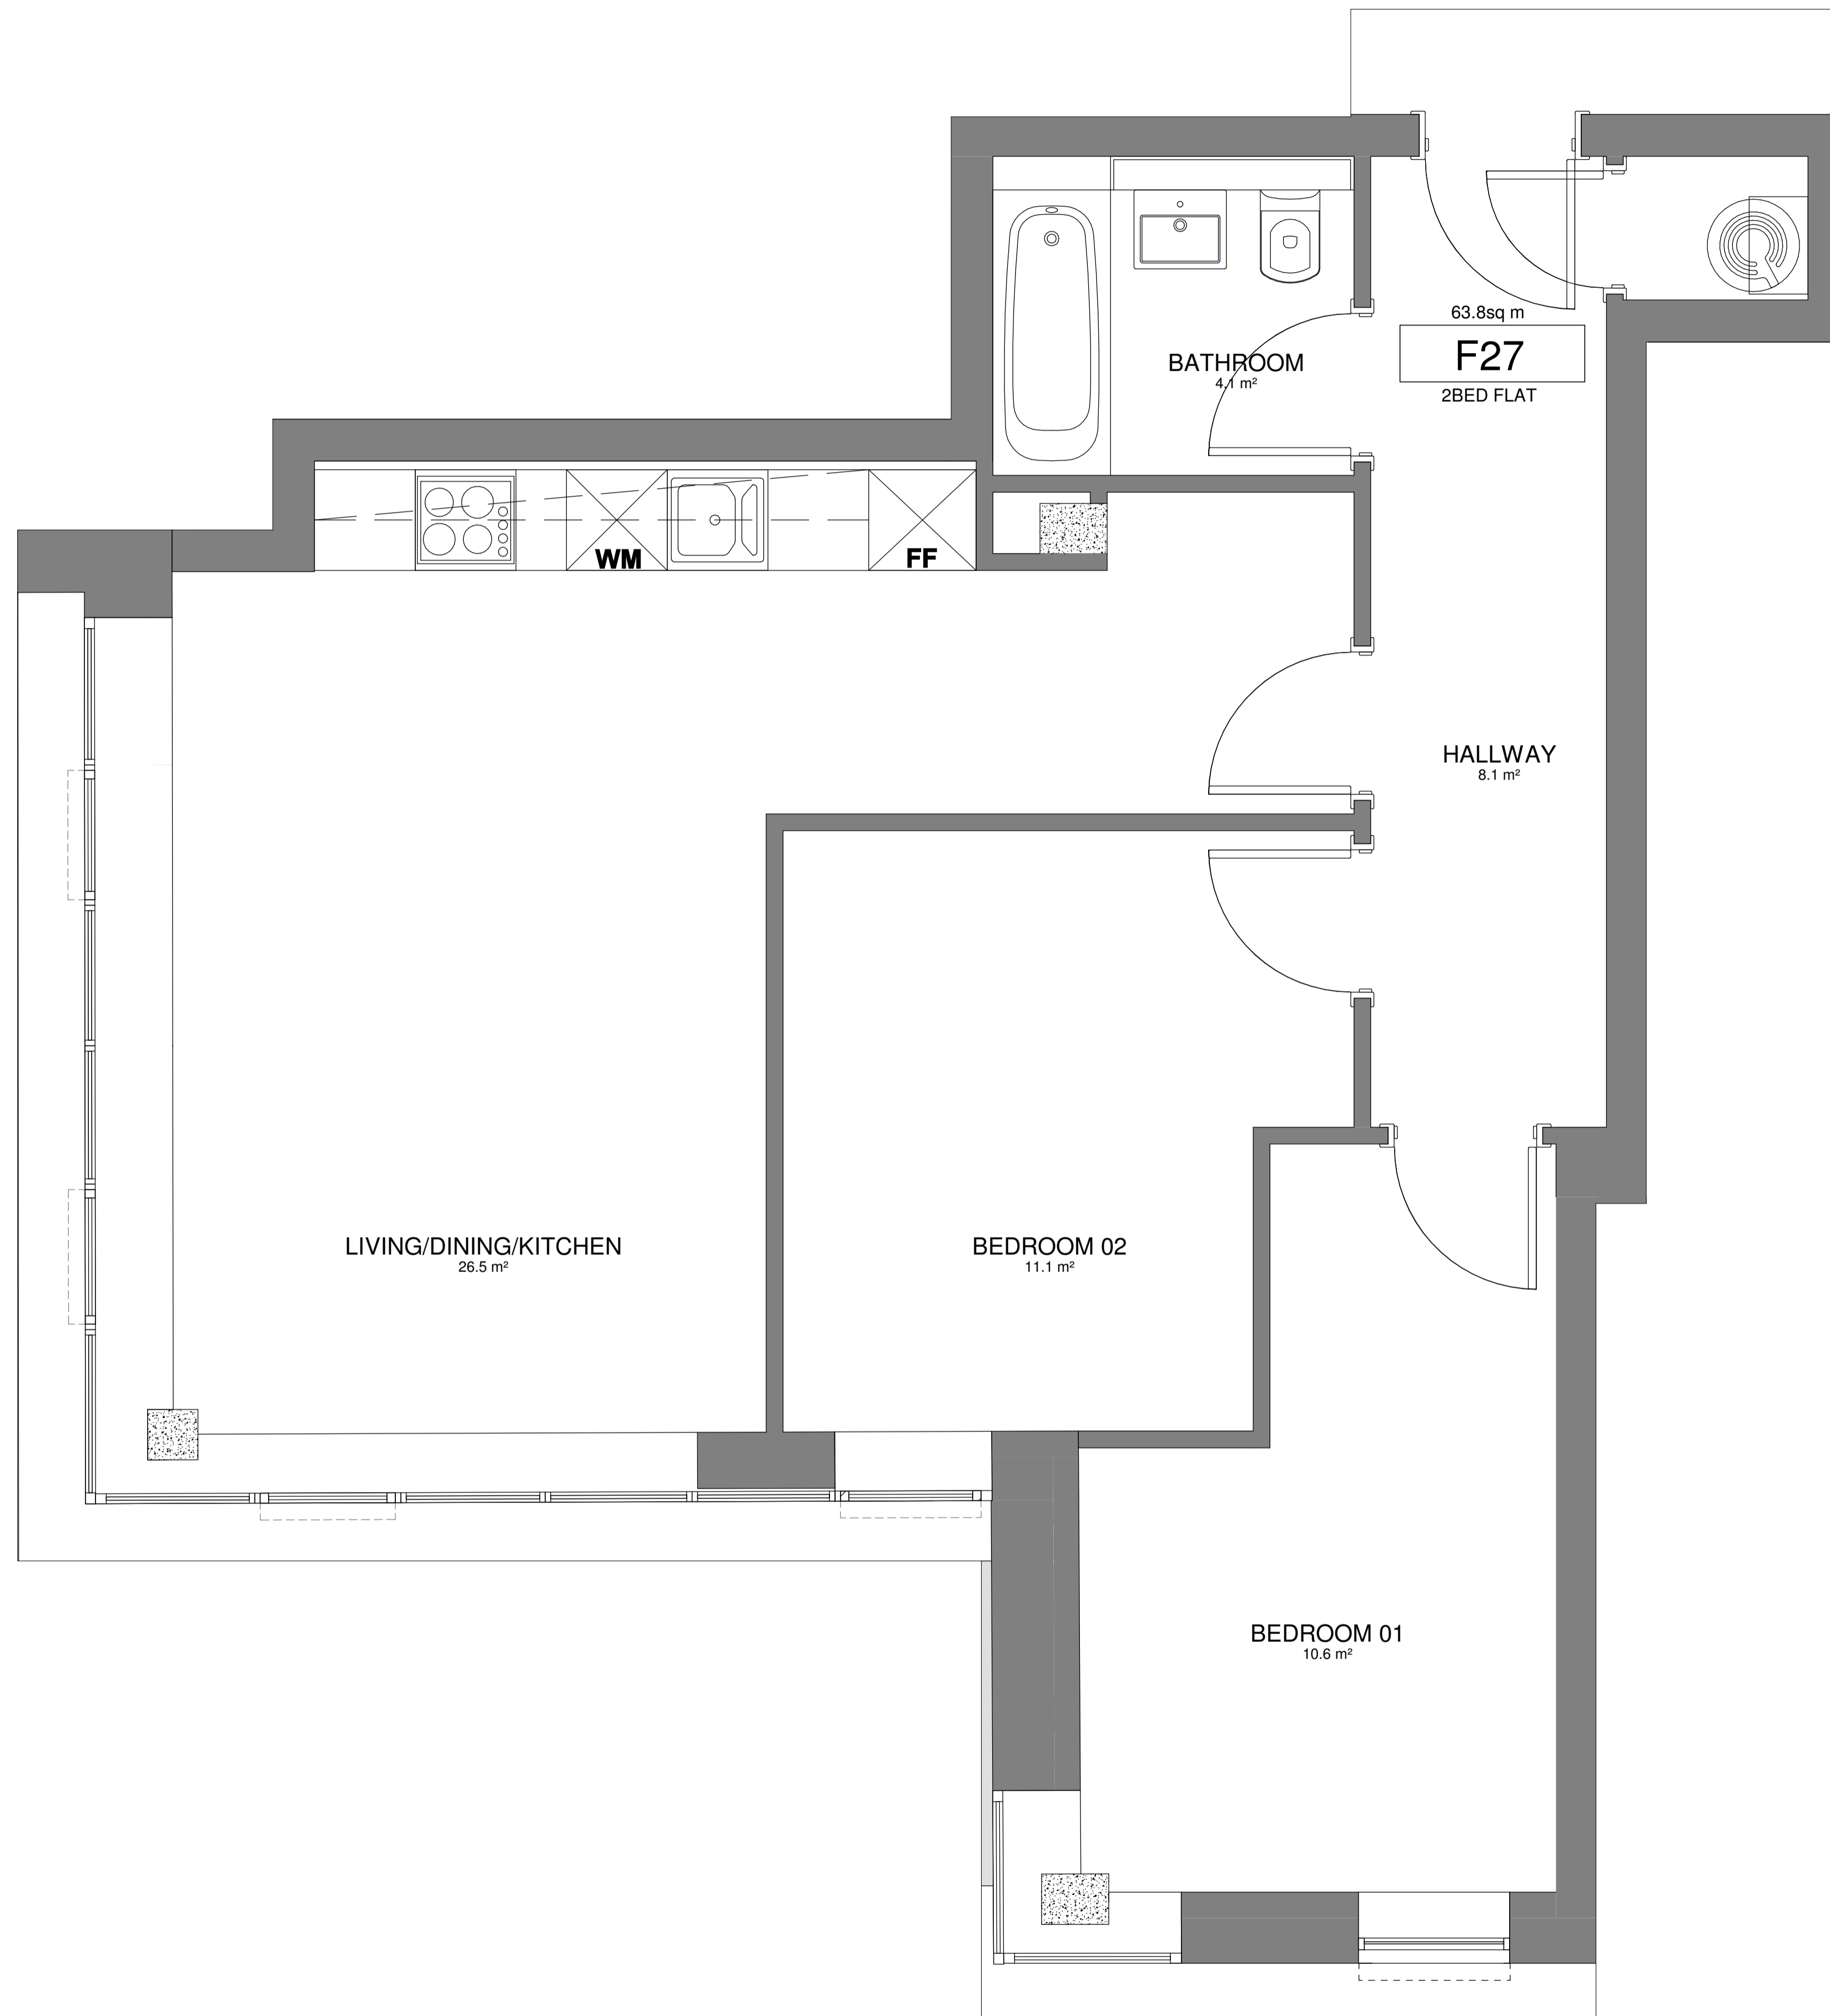 63.8sq m
F27
2BED FLAT
BATHROOM
4.1 m²
WM
FF
HALLWAY
8.1 m²
LIVING/DINING/KITCHEN
26.5 m²
BEDROOM 02
11.1 m²
BEDROOM 01
10.6 m²